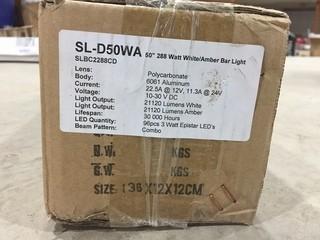 SL-D50WA 50" 288 Watt White/Amber Bar Light
SLBC2288CD
Lens: Polycarbonate
Body: 6061 Aluminum
Current: 22.5A @ 12V, 11.3A @ 24V
Voltage: 10-30 V DC
Light Output: 21120 Lumens White
Light Output: 21120 Lumens Amber
Lifespan: 30 000 Hours
LED Quantity: 96pcs 3 Watt Epistar LED's
Beam Pattern: Combo
N.W. KGS
G.W. KGS
SIZE: 136X12X12CM